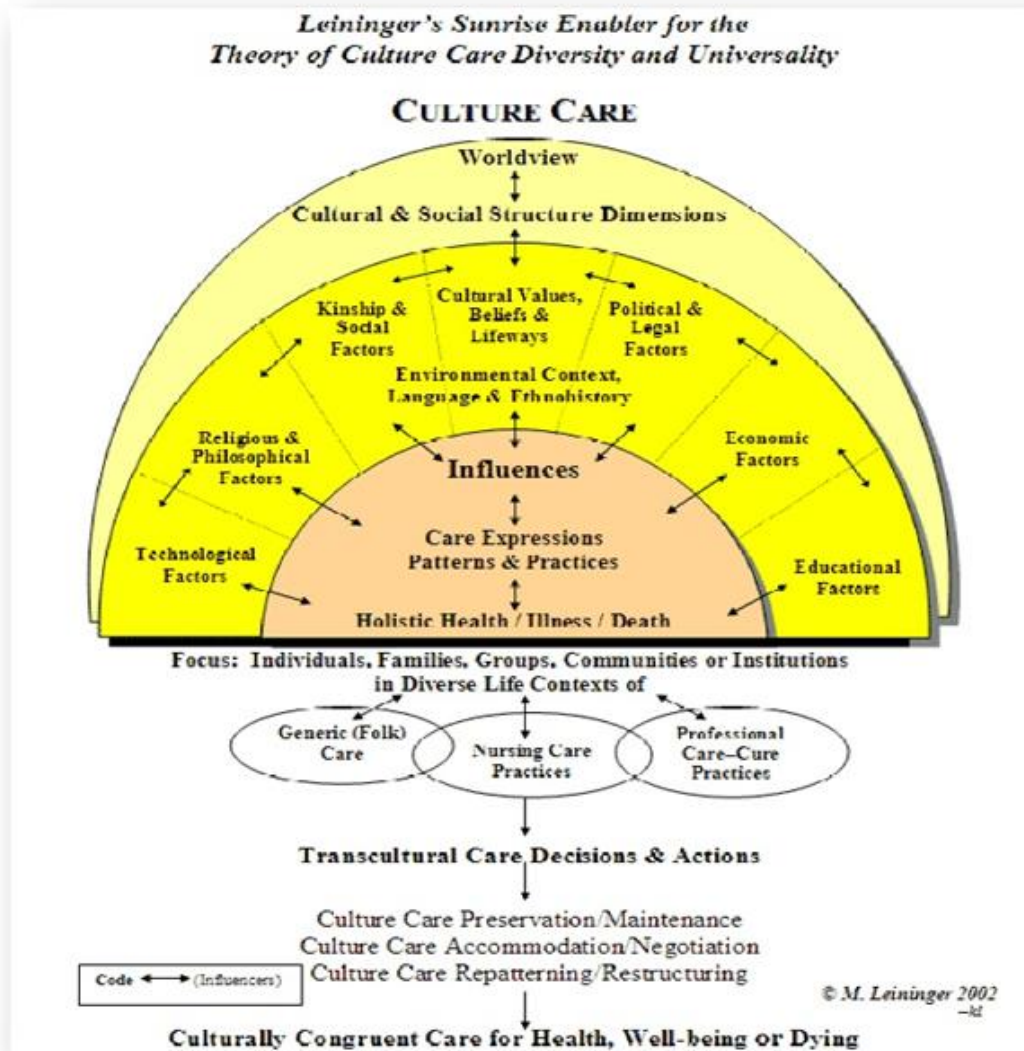 Leininger's Sunrise Enabler for the
Theory of Culture Care Diversity and Universality
CULTURE CARE
Worldview
Cultural & Social Structure Dimensions
Kinship &
Social
Factors
Cultural Values,
Beliefs &
Lifeways
Political &
Legal
Factors
Environmental Context,
Language & Ethnohistory
Religious &
Philosophical
Factors
Economic
Factors
Influences
Care Expressions
Patterns & Practices
Technological
Factors
Educational
Factors
Holistic Health / Illness / Death
Focus: Individuals, Families, Groups, Communities or Institutions
in Diverse Life Contexts of
Generic (Folk)
Care
Nursing Care
Practices
Professional
Care–Cure
Practices
Transcultural Care Decisions & Actions
Culture Care Preservation/Maintenance
Culture Care Accommodation/Negotiation
Culture Care Repatterning/Restructuring
Code (Influencers)
© M. Leininger 2002
–kl
Culturally Congruent Care for Health, Well-being or Dying